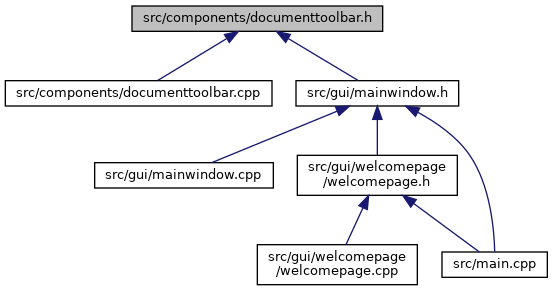 src/components/documenttoolbar.h
src/components/documenttoolbar.cpp
src/gui/mainwindow.h
src/gui/mainwindow.cpp
src/gui/welcomepage
/welcomepage.h
src/gui/welcomepage
/welcomepage.cpp
src/main.cpp